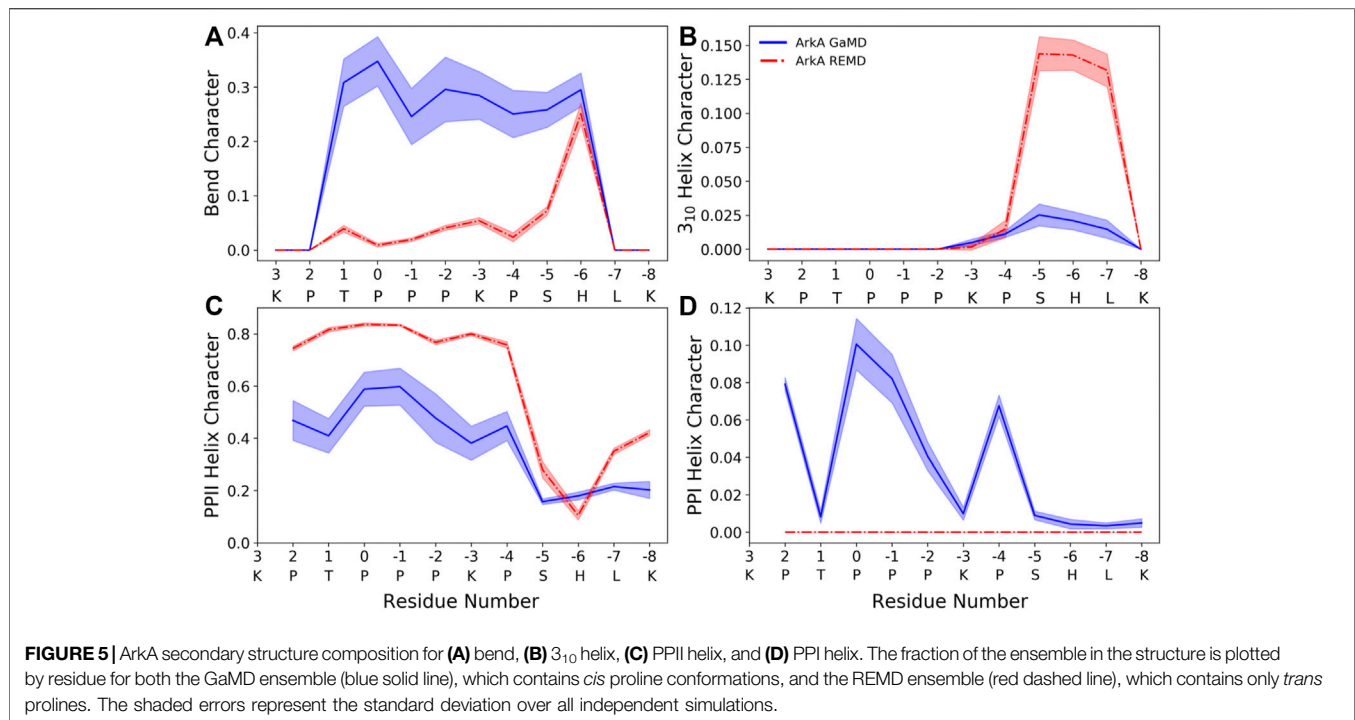 A
Bend Character
0.4
0.3
0.2
0.1
0.0
3 2 1 0 -1 -2 -3 -4 -5 -6 -7 -8
K P T P P P K P S H L K
B
3₁₀ Helix Character
0.150
0.125
0.100
0.075
0.050
0.025
0.000
ArkA GaMD
ArkA REMD
3 2 1 0 -1 -2 -3 -4 -5 -6 -7 -8
K P T P P P K P S H L K
C
PPII Helix Character
0.8
0.6
0.4
0.2
0.0
3 2 1 0 -1 -2 -3 -4 -5 -6 -7 -8
K P T P P P K P S H L K
Residue Number
D
PPI Helix Character
0.12
0.10
0.08
0.06
0.04
0.02
0.00
3 2 1 0 -1 -2 -3 -4 -5 -6 -7 -8
K P T P P P K P S H L K
Residue Number
FIGURE 5 | ArkA secondary structure composition for (A) bend, (B) 3₁₀ helix, (C) PPII helix, and (D) PPI helix. The fraction of the ensemble in the structure is plotted
by residue for both the GaMD ensemble (blue solid line), which contains cis proline conformations, and the REMD ensemble (red dashed line), which contains only trans
prolines. The shaded errors represent the standard deviation over all independent simulations.